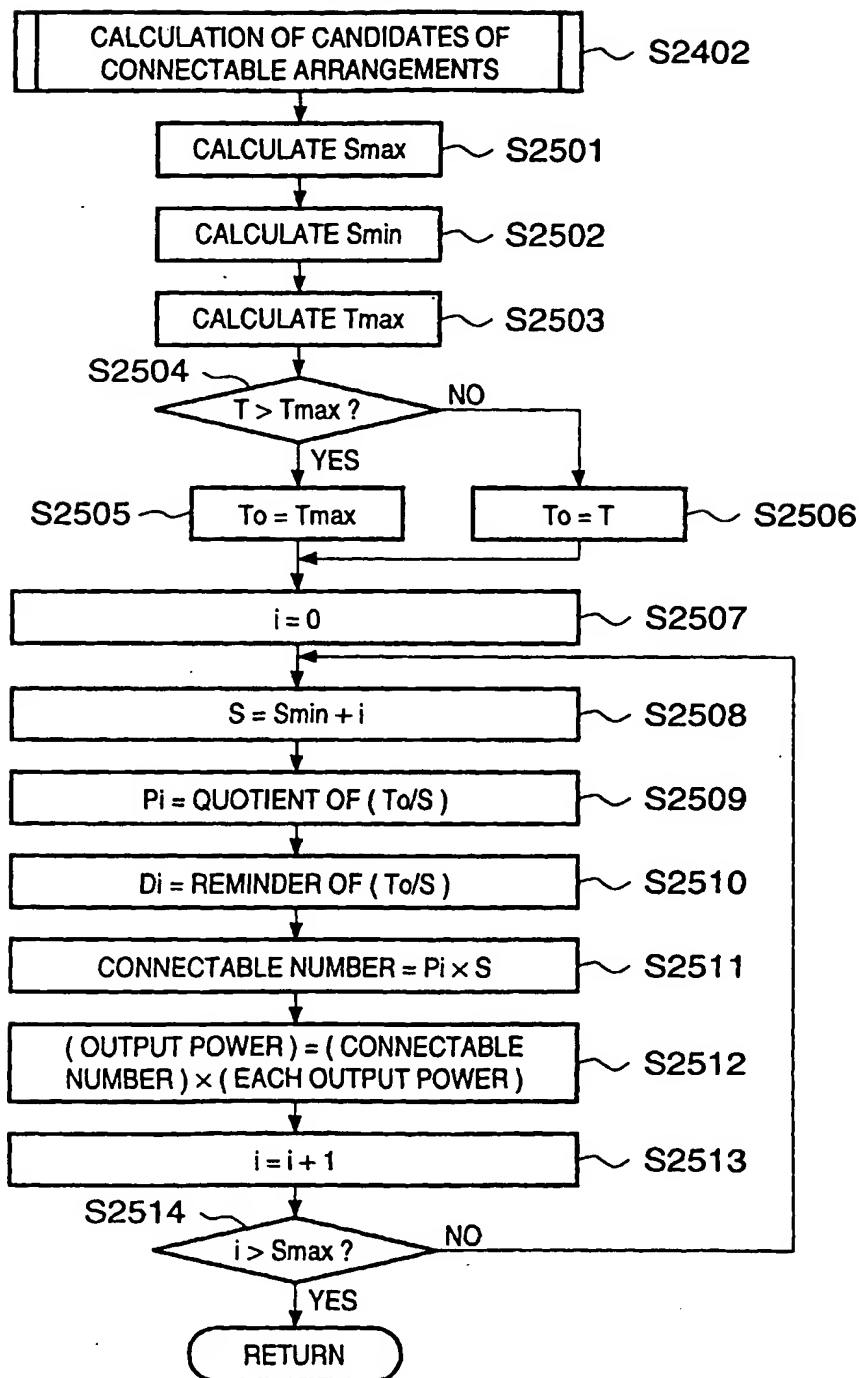 CALCULATION OF CANDIDATES OF
CONNECTABLE ARRANGEMENTS
S2402
CALCULATE Smax
S2501
CALCULATE Smin
S2502
CALCULATE Tmax
S2503
S2504
T > Tmax ?
NO
YES
S2505
To = Tmax
To = T
S2506
i = 0
S2507
S = Smin + i
S2508
Pi = QUOTIENT OF ( To/S )
S2509
Di = REMINDER OF ( To/S )
S2510
CONNECTABLE NUMBER = Pi × S
S2511
( OUTPUT POWER ) = ( CONNECTABLE
NUMBER ) × ( EACH OUTPUT POWER )
S2512
i = i + 1
S2513
S2514
i > Smax ?
NO
YES
RETURN